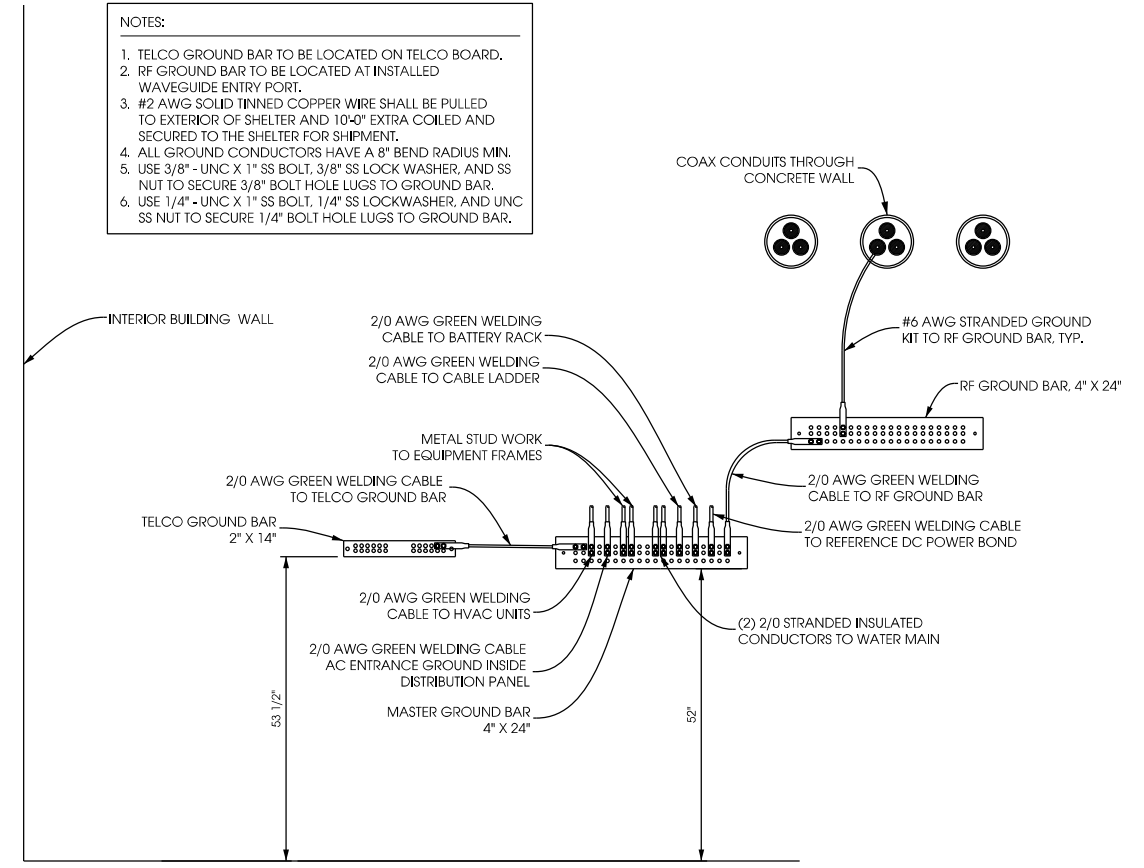 NOTES:
1. TELCO GROUND BAR TO BE LOCATED ON TELCO BOARD.
2. RF GROUND BAR TO BE LOCATED AT INSTALLED
WAVEGUIDE ENTRY PORT.
3. #2 AWG SOLID TINNED COPPER WIRE SHALL BE PULLED
TO EXTERIOR OF SHELTER AND 10'-0" EXTRA COILED AND
SECURED TO THE SHELTER FOR SHIPMENT.
4. ALL GROUND CONDUCTORS HAVE A 8" BEND RADIUS MIN.
5. USE 3/8" - UNC X 1" SS BOLT, 3/8" SS LOCK WASHER, AND SS
NUT TO SECURE 3/8" BOLT HOLE LUGS TO GROUND BAR.
6. USE 1/4" - UNC X 1" SS BOLT, 1/4" SS LOCKWASHER, AND UNC
SS NUT TO SECURE 1/4" BOLT HOLE LUGS TO GROUND BAR.
COAX CONDUITS THROUGH
CONCRETE WALL
INTERIOR BUILDING WALL
2/0 AWG GREEN WELDING
CABLE TO BATTERY RACK
#6 AWG STRANDED GROUND
KIT TO RF GROUND BAR, TYP.
2/0 AWG GREEN WELDING
CABLE TO CABLE LADDER
RF GROUND BAR, 4" X 24"
METAL STUD WORK
TO EQUIPMENT FRAMES
2/0 AWG GREEN WELDING CABLE
TO TELCO GROUND BAR
2/0 AWG GREEN WELDING
CABLE TO RF GROUND BAR
TELCO GROUND BAR
2" X 14"
2/0 AWG GREEN WELDING CABLE
TO REFERENCE DC POWER BOND
2/0 AWG GREEN WELDING
CABLE TO HVAC UNITS
(2) 2/0 STRANDED INSULATED
CONDUCTORS TO WATER MAIN
2/0 AWG GREEN WELDING CABLE
AC ENTRANCE GROUND INSIDE
DISTRIBUTION PANEL
MASTER GROUND BAR
4" X 24"
53 1/2"
52"